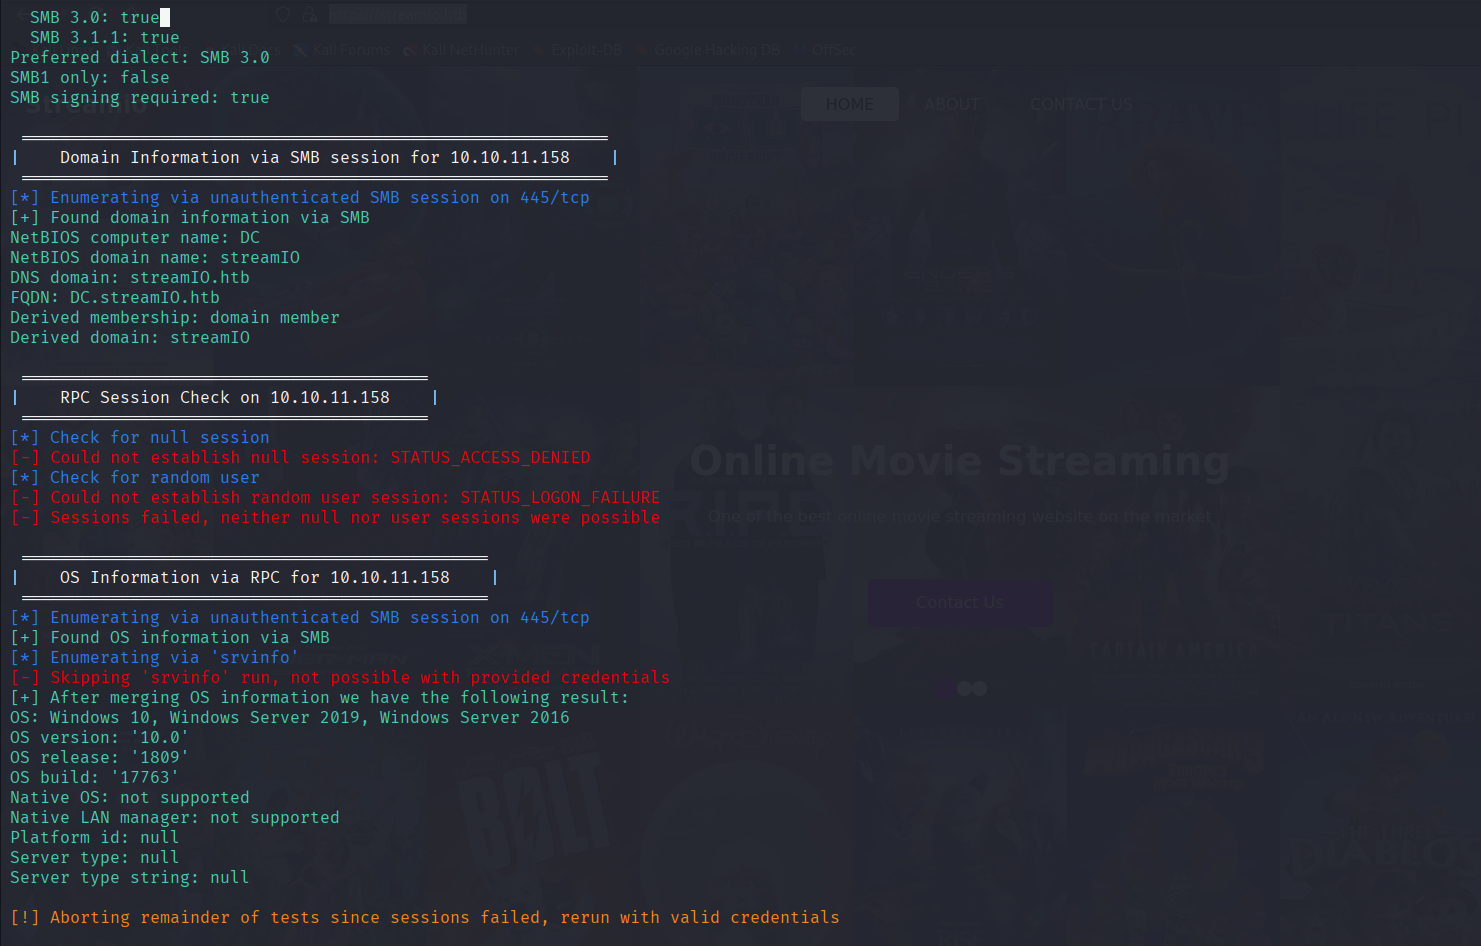 SMB 3.0: true
SMB 3.1.1: true
Kali Forums Kali NetHunter Exploit-DB Google Hacking DB OffSec
Preferred dialect: SMB 3.0
SMB1 only: false
SMB signing required: true
HOME ABOUT CONTACT US
| Domain Information via SMB session for 10.10.11.158 |
[*] Enumerating via unauthenticated SMB session on 445/tcp
[+] Found domain information via SMB
NetBIOS computer name: DC
NetBIOS domain name: streamIO
DNS domain: streamIO.htb
FQDN: DC.streamIO.htb
Derived membership: domain member
Derived domain: streamIO
| RPC Session Check on 10.10.11.158 |
[*] Check for null session
[-] Could not establish null session: STATUS_ACCESS_DENIED
[*] Check for random user
[-] Could not establish random user session: STATUS_LOGON_FAILURE
[-] Sessions failed, neither null nor user sessions were possible
Online Movie Streaming
One of the best online movie streaming website on the market
Contact Us
| OS Information via RPC for 10.10.11.158 |
[*] Enumerating via unauthenticated SMB session on 445/tcp
[+] Found OS information via SMB
[*] Enumerating via 'srvinfo'
[-] Skipping 'srvinfo' run, not possible with provided credentials
[+] After merging OS information we have the following result:
OS: Windows 10, Windows Server 2019, Windows Server 2016
OS version: '10.0'
OS release: '1809'
OS build: '17763'
Native OS: not supported
Native LAN manager: not supported
Platform id: null
Server type: null
Server type string: null
[!] Aborting remainder of tests since sessions failed, rerun with valid credentials
CAPTAIN AMERICA
TITANS
BOLT